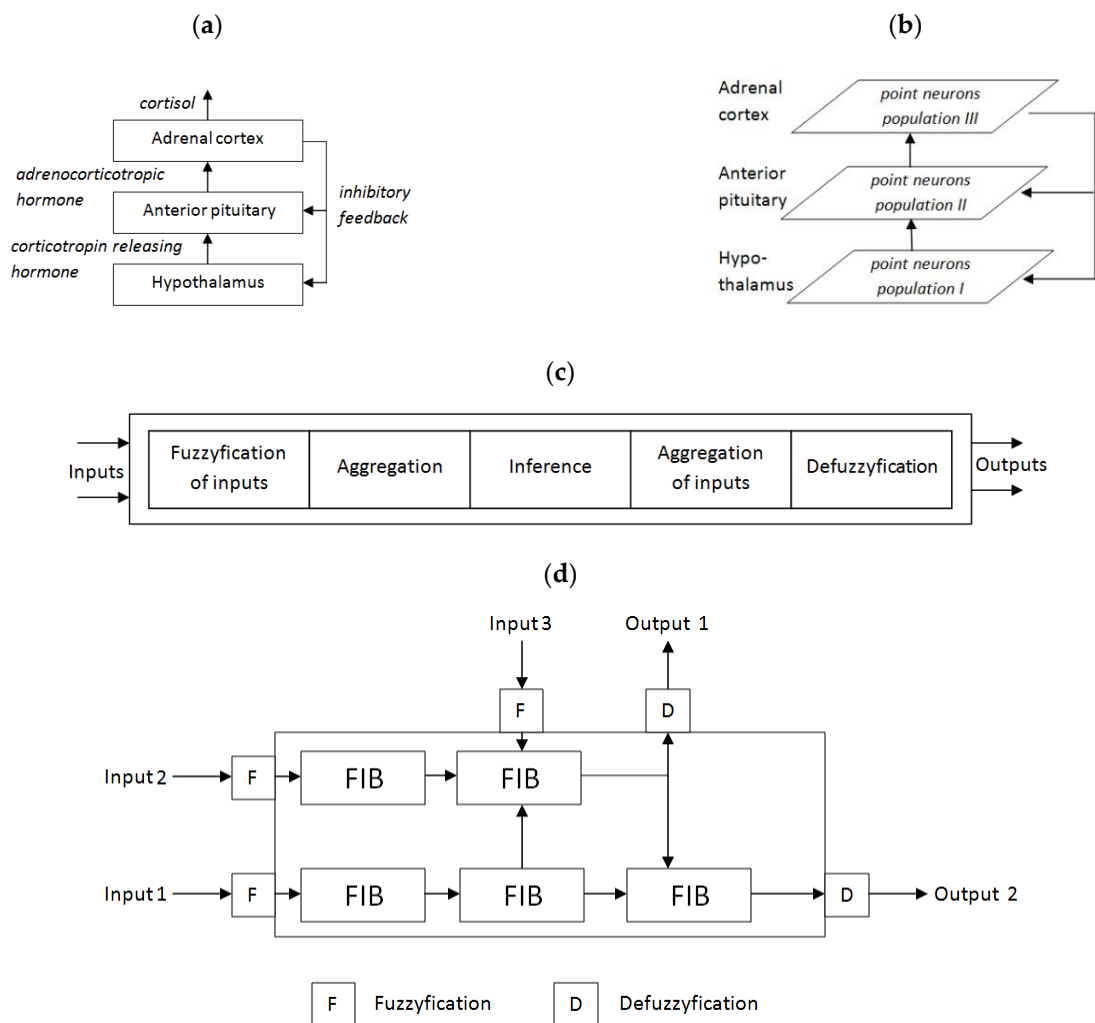 (a)
cortisol
Adrenal cortex
adrenocorticotropic
hormone
Anterior pituitary
inhibitory
feedback
corticotropin releasing
hormone
Hypothalamus
(b)
Adrenal
cortex
point neurons
population III
Anterior
pituitary
point neurons
population II
Hypo-
thalamus
point neurons
population I
(c)
Inputs
Fuzzyfication
of inputs
Aggregation
Inference
Aggregation
of inputs
Defuzzyfication
Outputs
(d)
Input 3
Output 1
F
D
Input 2
F
FIB
FIB
Input 1
F
FIB
FIB
FIB
D
Output 2
F
Fuzzyfication
D
Defuzzyfication